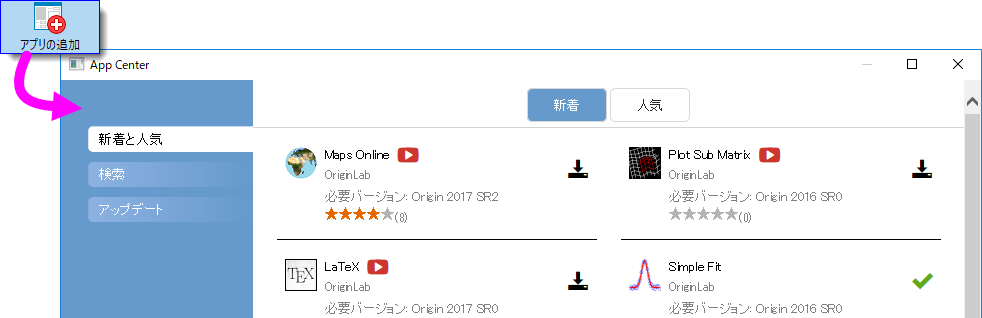 アプリの追加
App Center
新着
人気
新着と人気
検索
アップデート
Maps Online
OriginLab
必要バージョン: Origin 2017 SR2
(8)
Plot Sub Matrix
OriginLab
必要バージョン: Origin 2016 SR0
(0)
TEX
LaTeX
OriginLab
必要バージョン: Origin 2017 SR0
Simple Fit
OriginLab
必要バージョン: Origin 2016 SR0